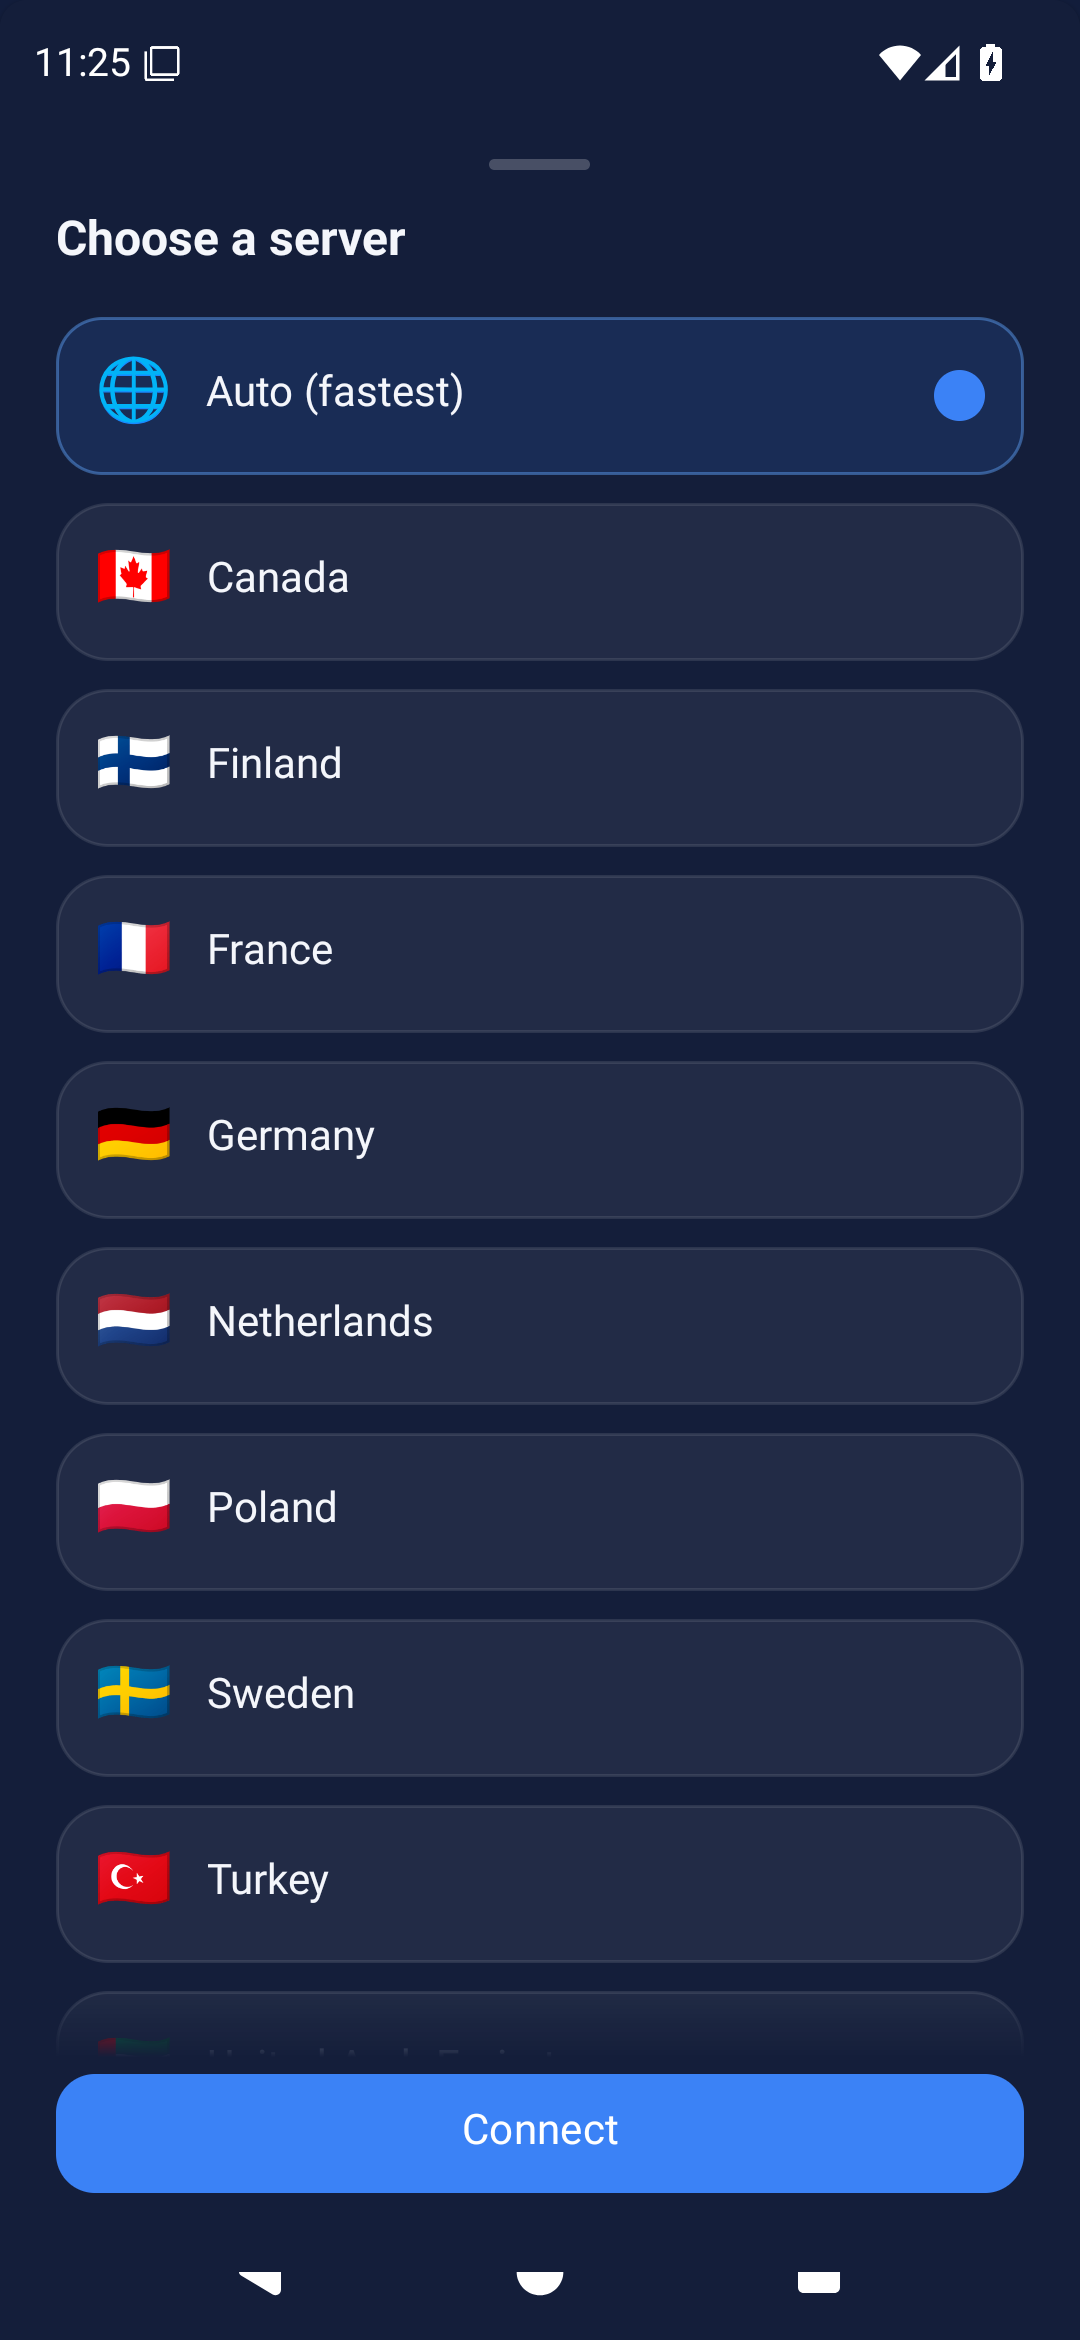 11:25
Choose a server
Auto (fastest)
Canada
Finland
France
Germany
Netherlands
Poland
Sweden
Turkey
Connect